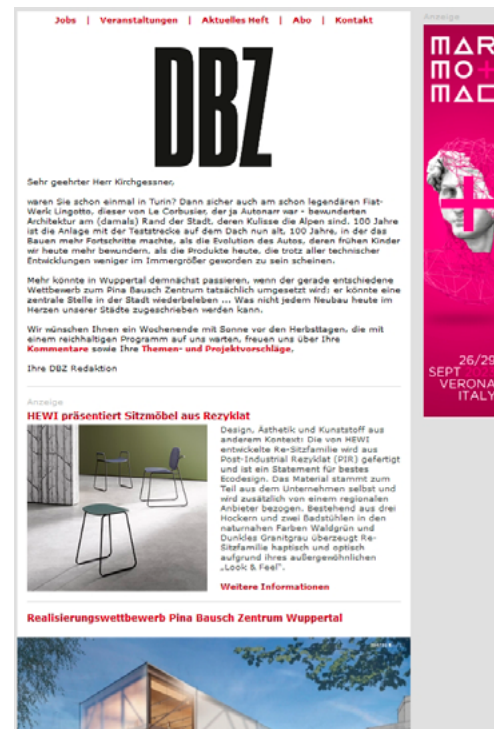 Jobs | Veranstaltungen | Aktuelles Heft | Abo | Kontakt
DBZ
Sehr geehrter Herr Kirchgessner,
waren Sie schon einmal in Turin? Dann sicher auch am schon legendären Fiat-
Werk Lingotto, dieser von Le Corbusier, der ja Autonarr war - bewunderten
Architektur am (damals) Rand der Stadt, deren Kulisse die Alpen sind. 100 Jahre
ist die Anlage mit der Teststrecke auf dem Dach nun alt, 100 Jahre, in der das
Bauen mehr Fortschritte machte, als die Evolution des Autos, deren frühen Kinder
wir heute mehr bewundern, als die Produkte heute, die trotz aller technischer
Entwicklungen weniger im Immergrößer geworden zu sein scheinen.
Mehr könnte in Wuppertal demnächst passieren, wenn der gerade entschiedene
Wettbewerb zum Pina Bausch Zentrum tatsächlich umgesetzt wird: er könnte eine
zentrale Stelle in der Stadt wiederbeleben ... Was nicht jedem Neubau heute im
Herzen unserer Städte zugeschrieben werden kann.
Wir wünschen Ihnen ein Wochenende mit Sonne vor den Herbsttagen, die mit
einem reichhaltigen Programm auf uns warten, freuen uns über Ihre
Kommentare sowie Ihre Themen- und Projektvorschläge,
Ihre DBZ Redaktion
Anzeige
HEWI präsentiert Sitzmöbel aus Rezyklat
Design, Ästhetik und Kunststoff aus
anderem Kontext: Die von HEWI
entwickelte Re-Sitzfamilie wird aus
Post-Industrial Rezyklat (PIR) gefertigt
und ist ein Statement für bestes
Ecodesign. Das Material stammt zum
Teil aus dem Unternehmen selbst und
wird zusätzlich von einem regionalen
Anbieter bezogen. Bestehend aus drei
Hockern und zwei Badstühlen in den
naturnahen Farben Waldgrün und
Dunkles Granitgrau überzeugt Re-
Sitzfamilie haptisch und optisch
aufgrund ihres außergewöhnlichen
„Look & Feel".
Weitere Informationen
Realisierungswettbewerb Pina Bausch Zentrum Wuppertal
Anzeige
MAR
MO+
MAC
26/29
SEPT
VERONA
ITALY